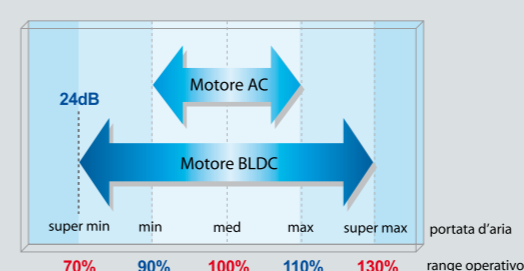 Motore AC
24dB
Motore BLDC
super min min med max super max portata d'aria
70% 90% 100% 110% 130% range operativo